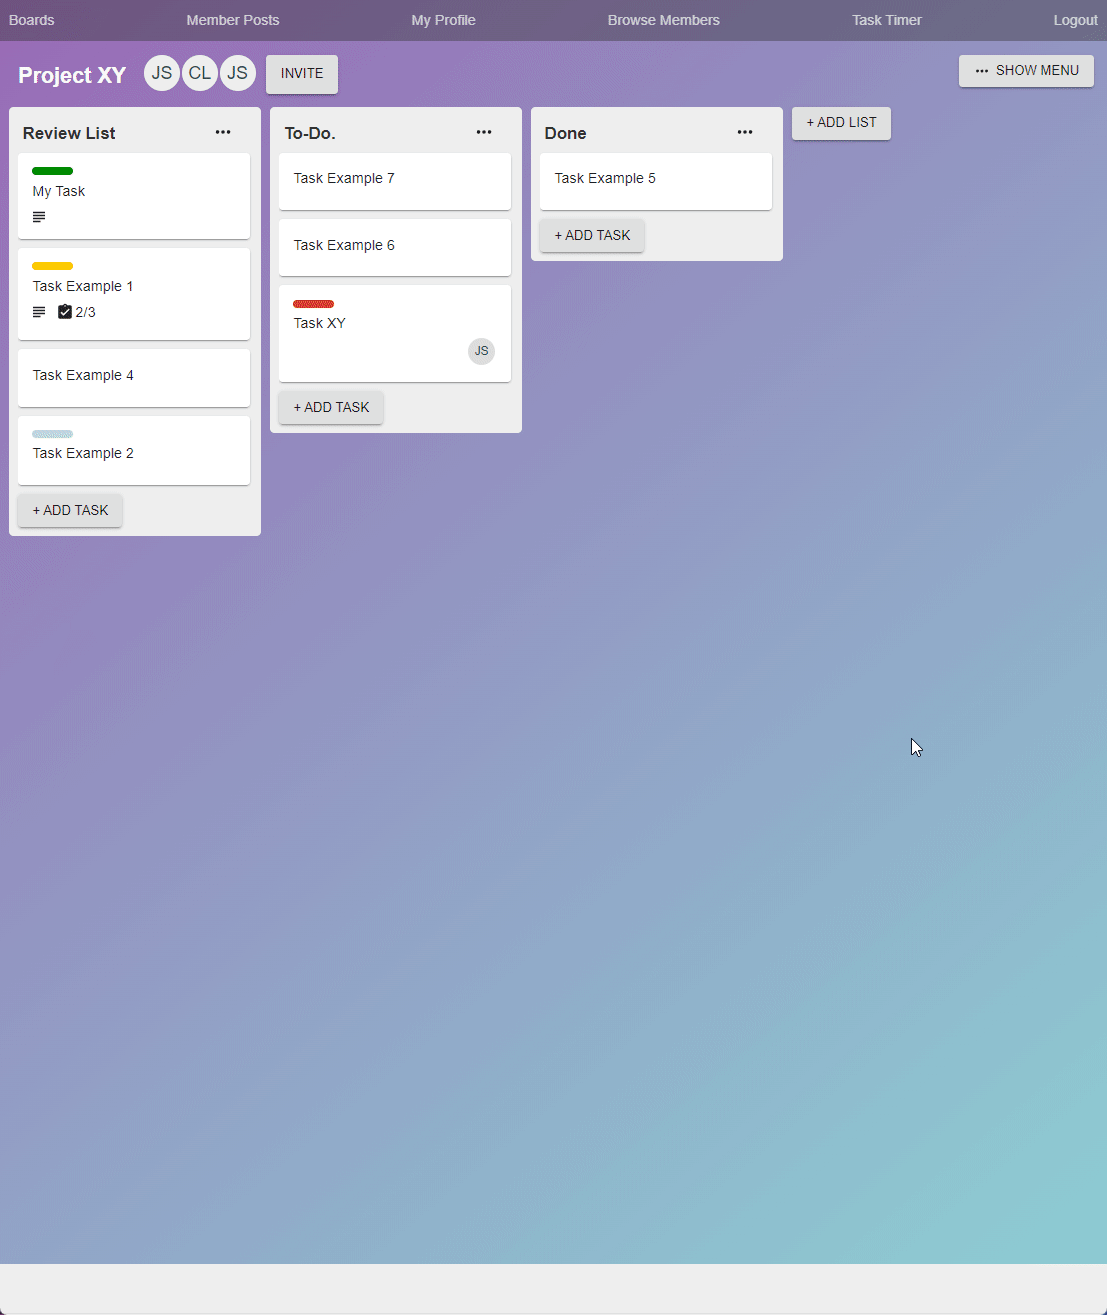 Boards Member Posts My Profile Browse Members Task Timer Logout
Project XY JS CL JS INVITE ... SHOW MENU
Review List ...
My Task
Task Example 1
2/3
Task Example 4
Task Example 2
+ ADD TASK
To-Do. ...
Task Example 7
Task Example 6
Task XY
JS
+ ADD TASK
Done ...
Task Example 5
+ ADD TASK
+ ADD LIST